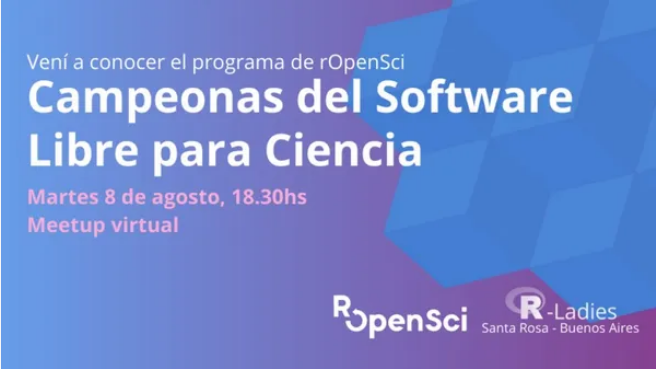 Vení a conocer el programa de rOpenSci
Campeonas del Software
Libre para Ciencia
Martes 8 de agosto, 18.30hs
Meetup virtual
ROpenSci
R-Ladies
Santa Rosa - Buenos Aires